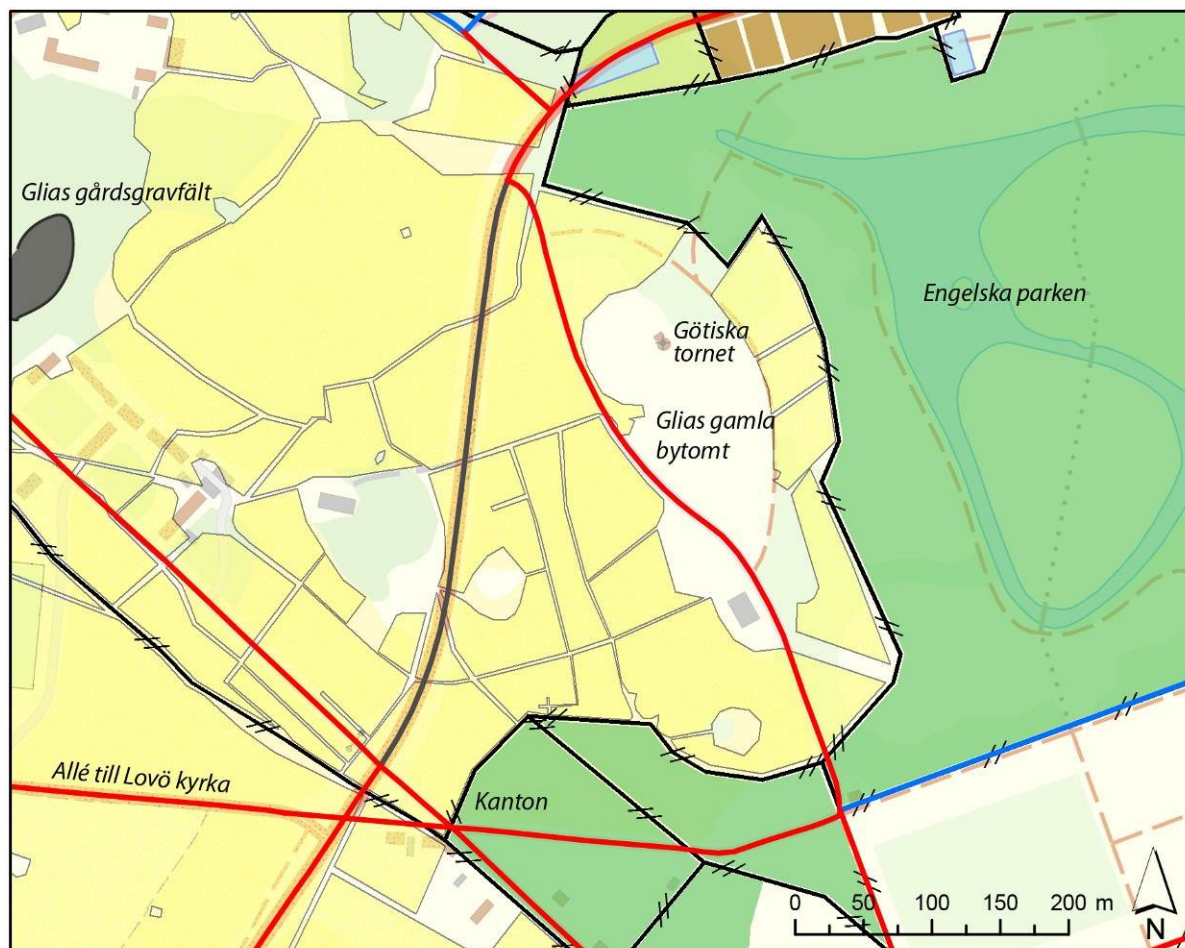 Glias gårdsgravfält
Engelska parken
Götiska
tornet
Glias gamla
bytomt
Allé till Lovö kyrka
Kanton
0 50 100 150 200 m
N